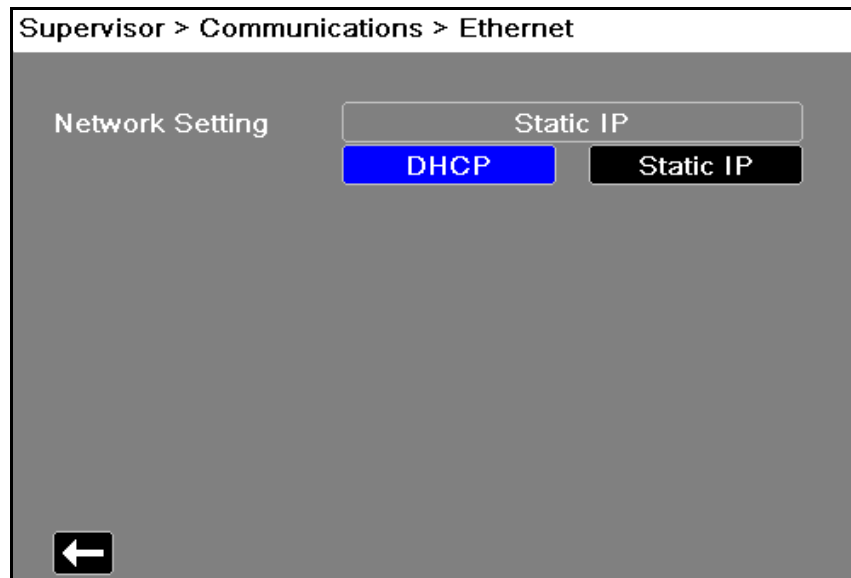 Supervisor > Communications > Ethernet
Network Setting Static IP
DHCP Static IP